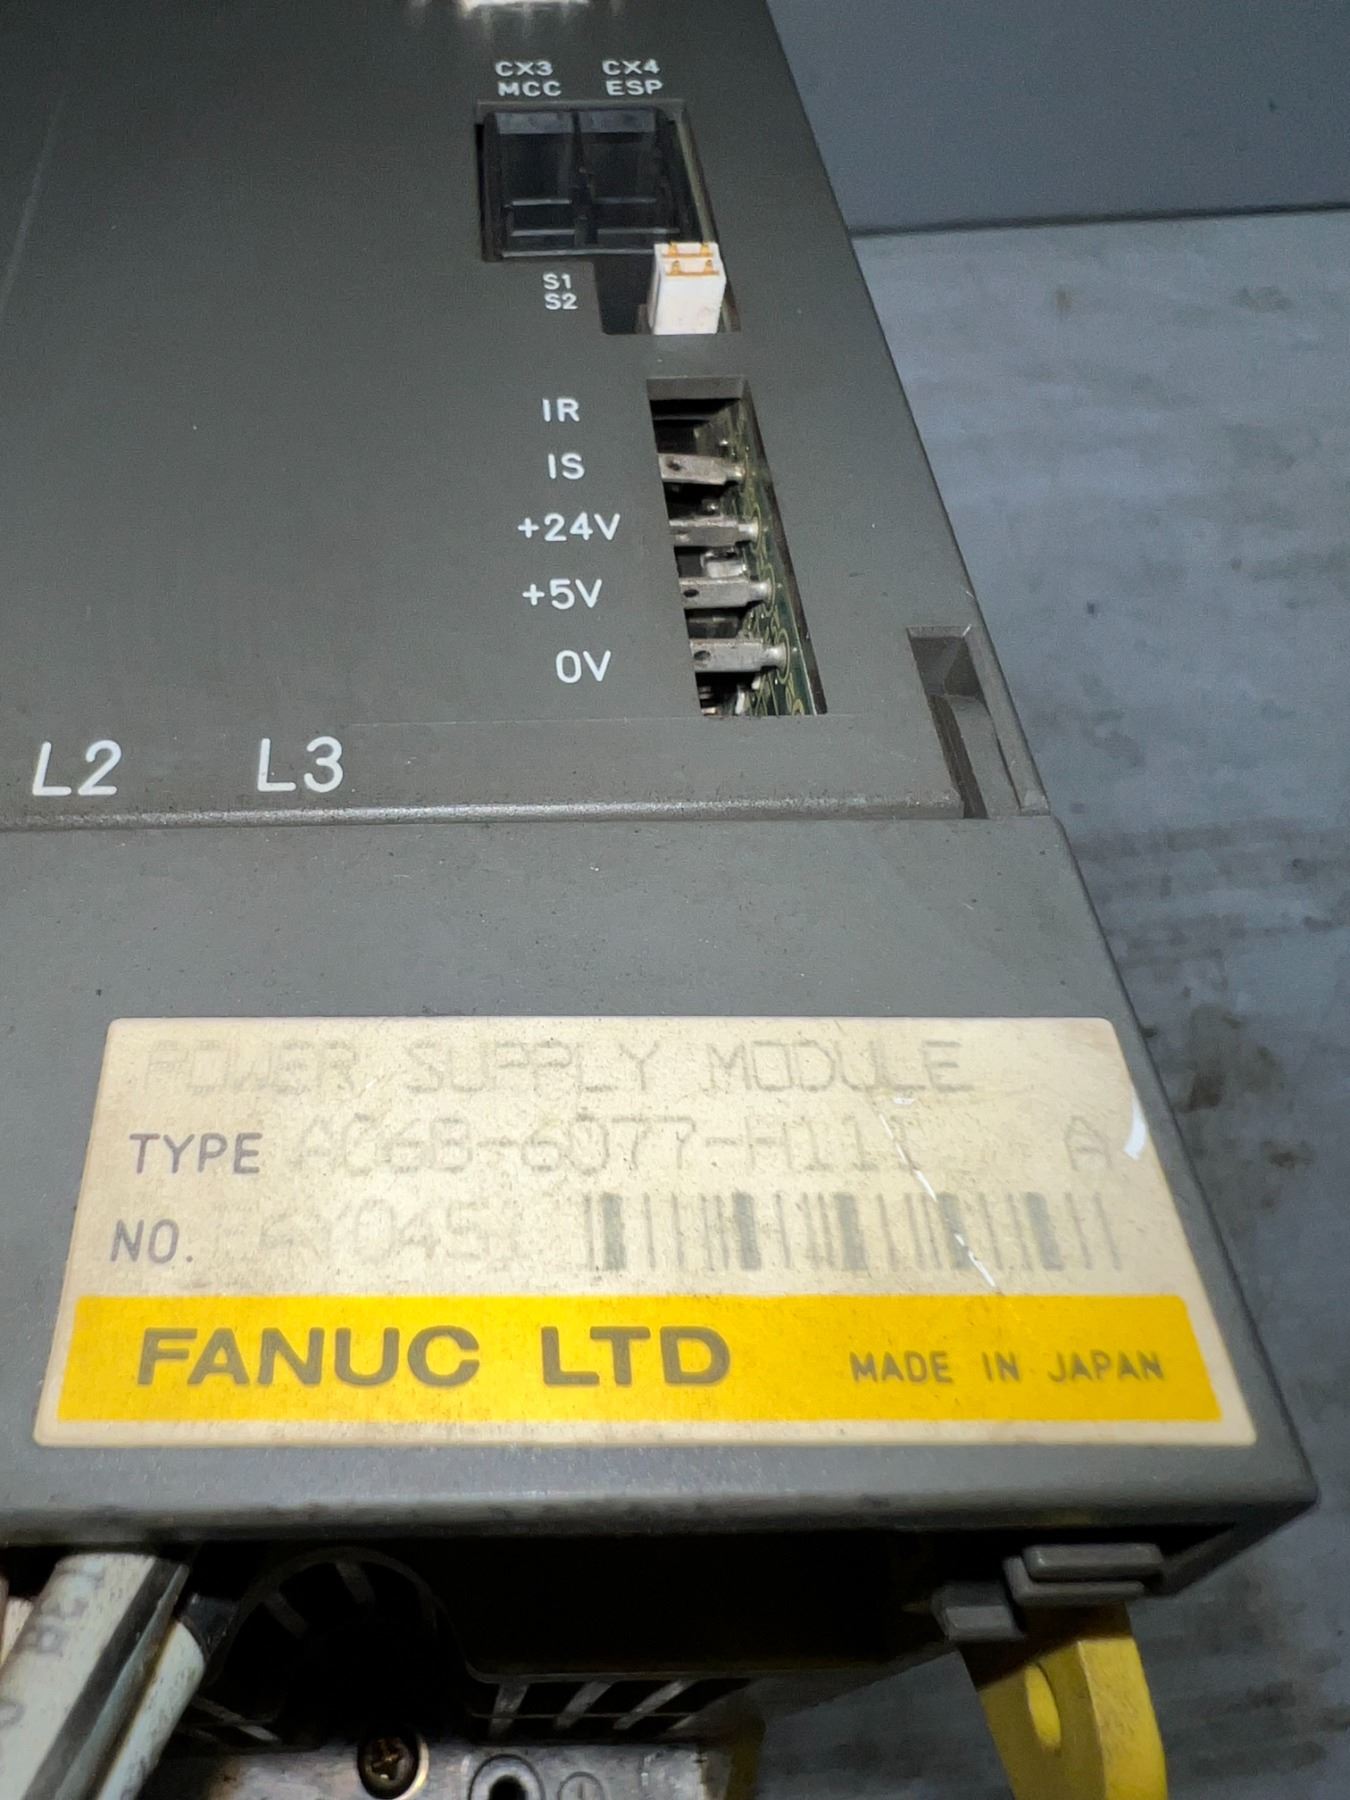 CX3 CX4
MCC ESP
S1
S2
IR
IS
+24V
+5V
0V
L2 L3
POWER SUPPLY MODULE
TYPE A06B-6077-H111 A
NO.
FANUC LTD MADE IN JAPAN